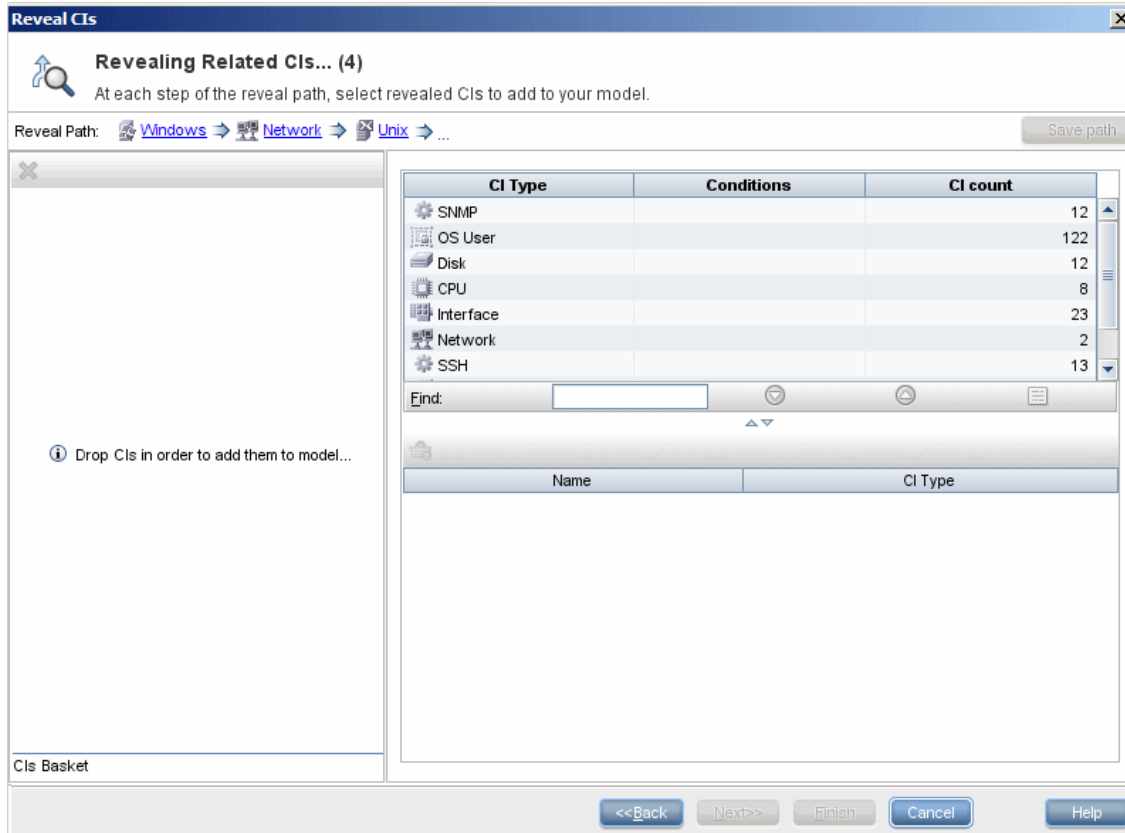 Reveal CIs
Revealing Related CIs... (4)
At each step of the reveal path, select revealed CIs to add to your model.
Reveal Path: Windows Network Unix ...
Save path
CI Type Conditions CI count
SNMP 12
OS User 122
Disk 12
CPU 8
Interface 23
Network 2
SSH 13
Find:
Drop CIs in order to add them to model...
Name CI Type
CIs Basket
<<Back Next>> Finish Cancel Help